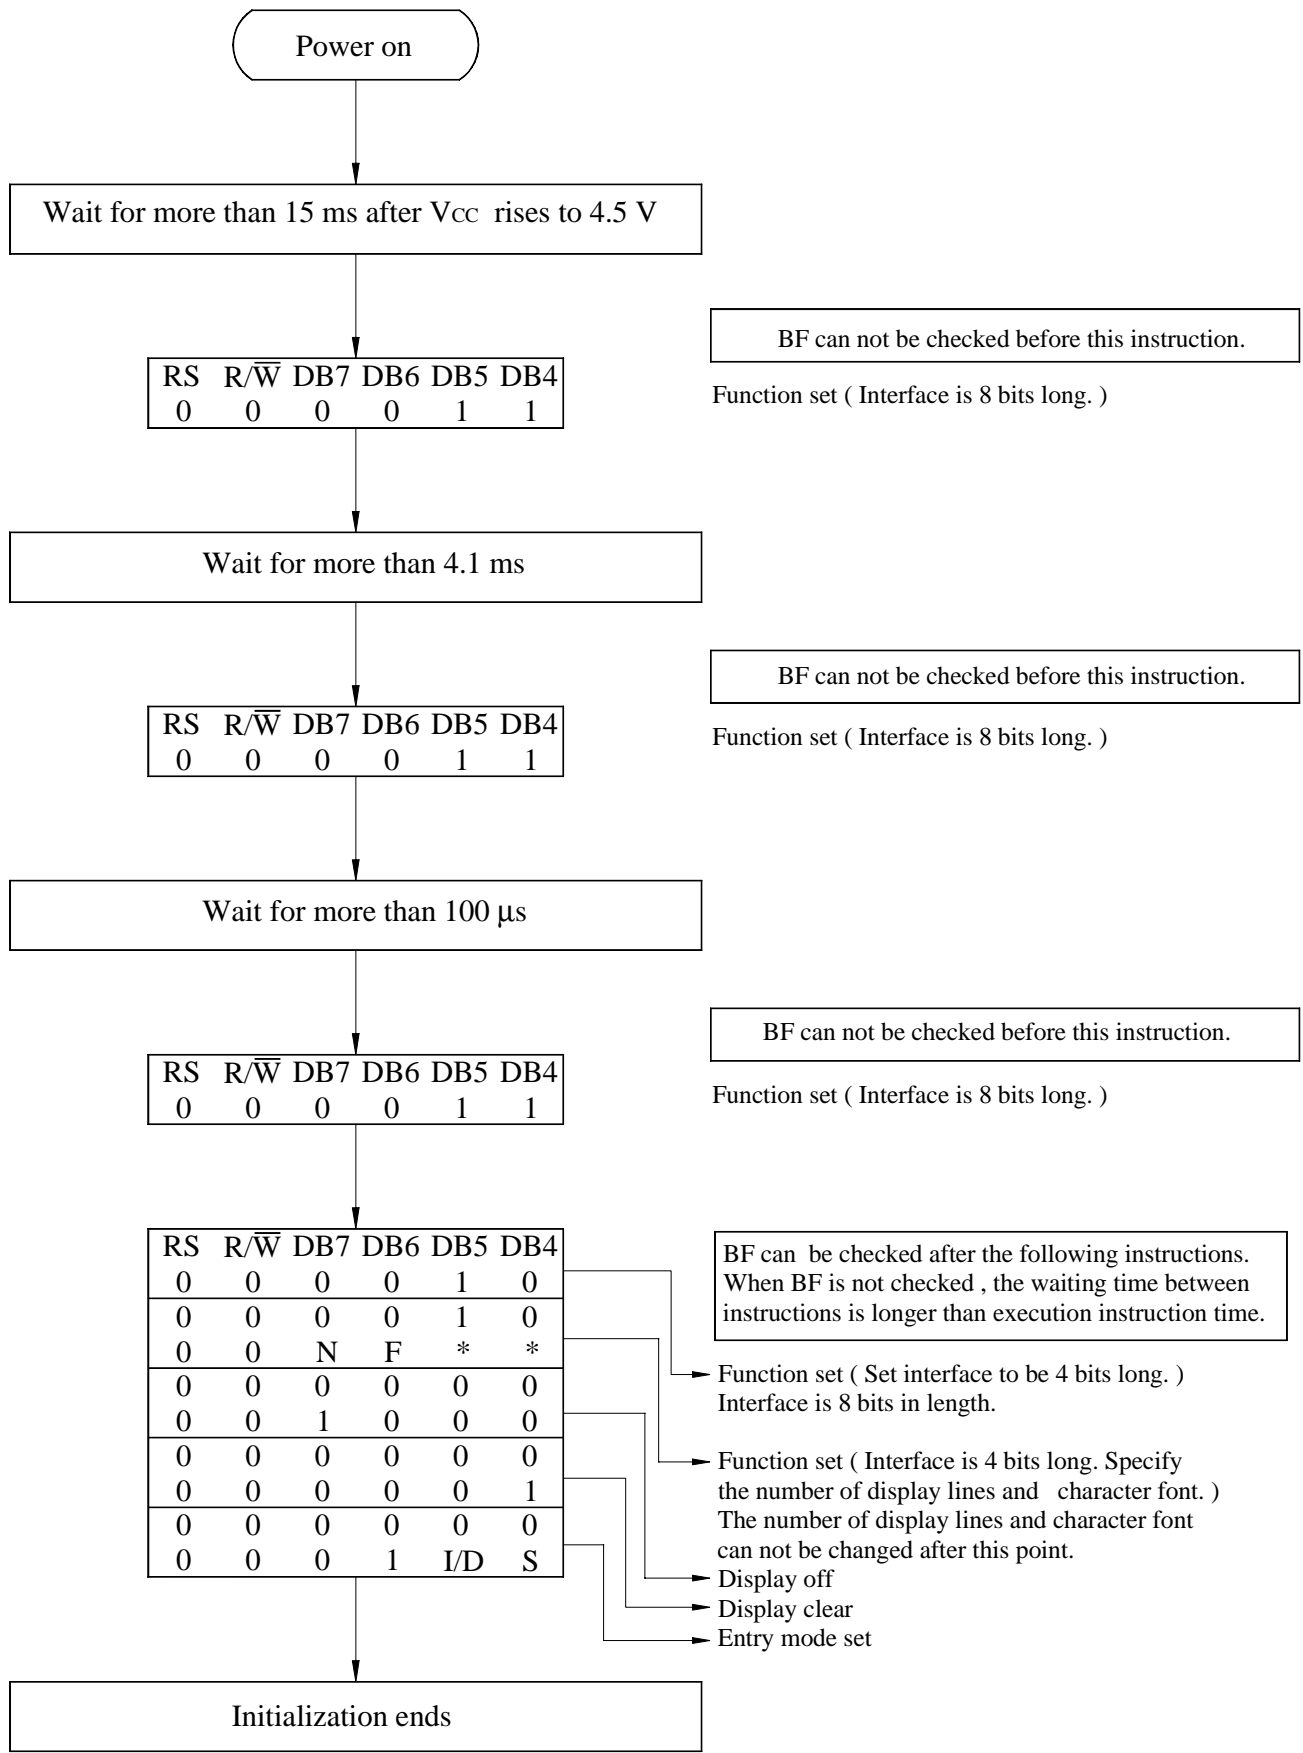 Power on
Wait for more than 15 ms after VCC rises to 4.5 V
BF can not be checked before this instruction.
RS R/W̅ DB7 DB6 DB5 DB4
0 0 0 0 1 1
Function set ( Interface is 8 bits long. )
Wait for more than 4.1 ms
BF can not be checked before this instruction.
RS R/W̅ DB7 DB6 DB5 DB4
0 0 0 0 1 1
Function set ( Interface is 8 bits long. )
Wait for more than 100 μs
BF can not be checked before this instruction.
RS R/W̅ DB7 DB6 DB5 DB4
0 0 0 0 1 1
Function set ( Interface is 8 bits long. )
RS R/W̅ DB7 DB6 DB5 DB4
0 0 0 0 1 0
0 0 0 0 1 0
0 0 N F * *
0 0 0 0 0 0
0 0 1 0 0 0
0 0 0 0 0 0
0 0 0 0 0 1
0 0 0 0 0 0
0 0 0 1 I/D S
BF can be checked after the following instructions.
When BF is not checked , the waiting time between
instructions is longer than execution instruction time.
Function set ( Set interface to be 4 bits long. )
Interface is 8 bits in length.
Function set ( Interface is 4 bits long. Specify
the number of display lines and character font. )
The number of display lines and character font
can not be changed after this point.
Display off
Display clear
Entry mode set
Initialization ends